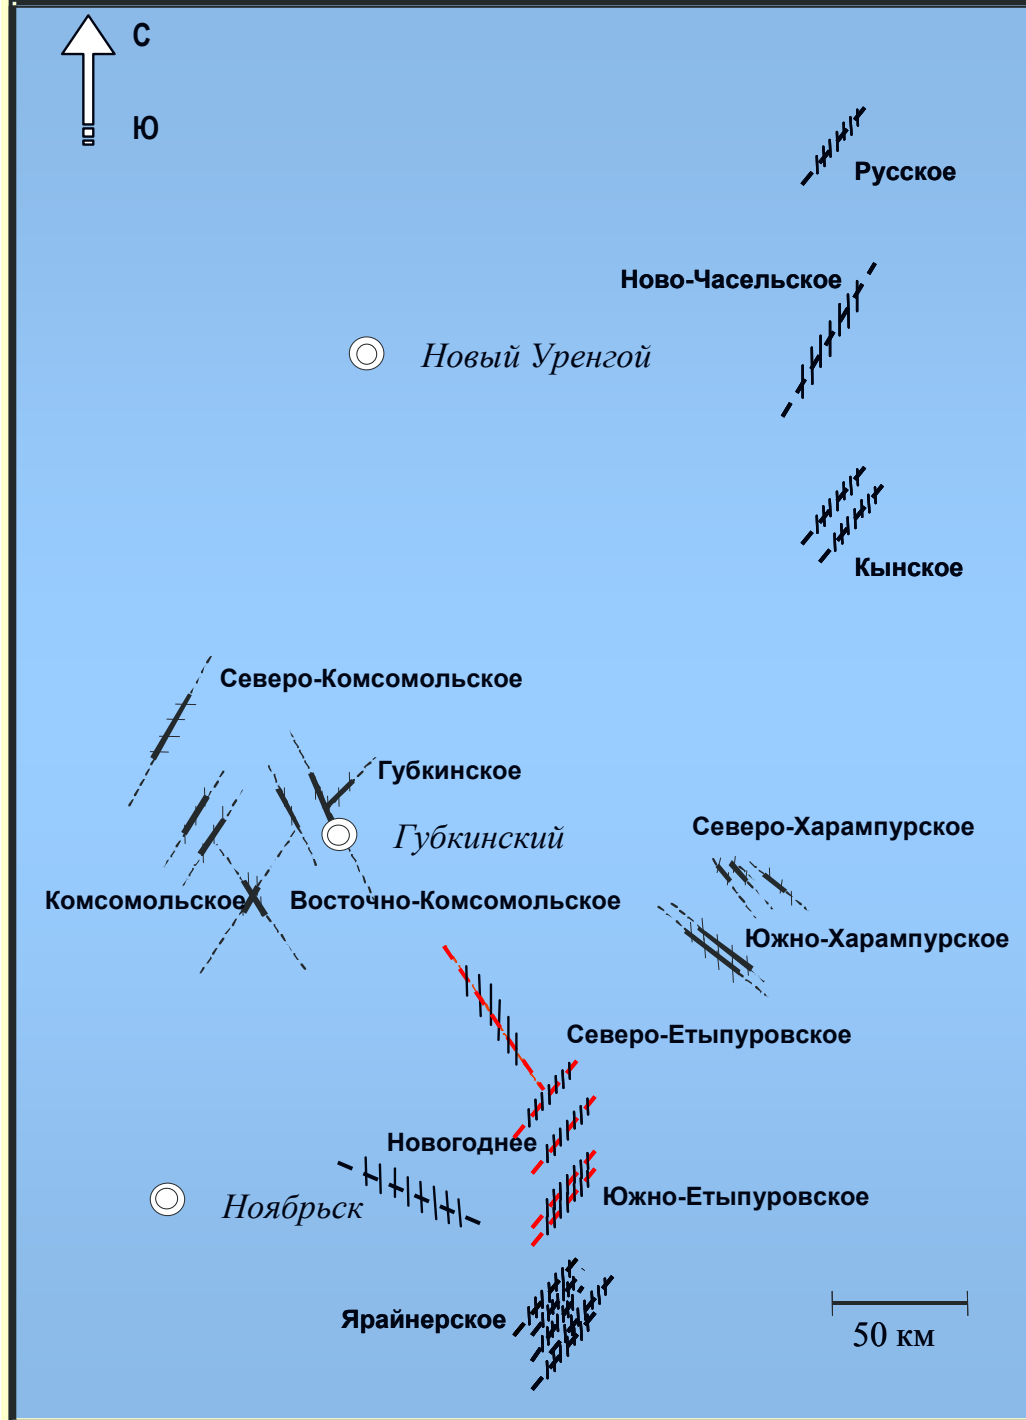 С
Ю
Русское
Ново-Часельское
Новый Уренгой
Кынское
Северо-Комсомольское
Губкинское
Губкинский
Северо-Харампурское
Комсомольское
Восточно-Комсомольское
Южно-Харампурское
Северо-Етыпуровское
Новогоднее
Южно-Етыпуровское
Ноябрьск
Ярайнерское
50 км